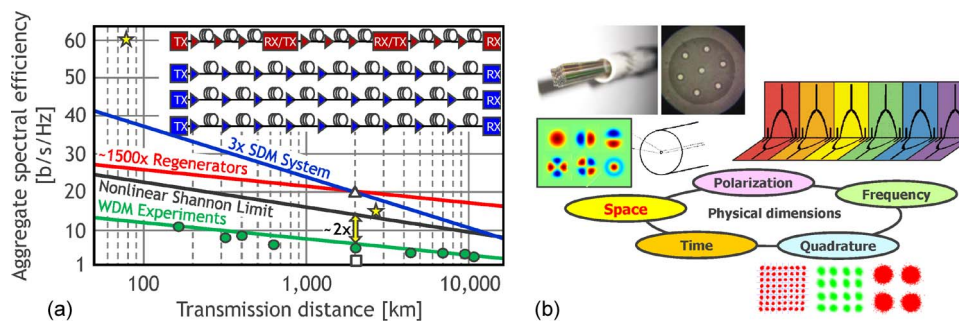 Aggregate spectral efficiency
[b/s/Hz]
60
50
40
30
20
10
1
TX RX/TX RX/TX RX
TX RX
TX RX
TX RX
3x SDM System
~1500x Regenerators
Nonlinear Shannon Limit
WDM Experiments
~2x
100 1,000 10,000
(a) Transmission distance [km]
Polarization
Frequency
Space
Physical dimensions
Time
Quadrature
(b)